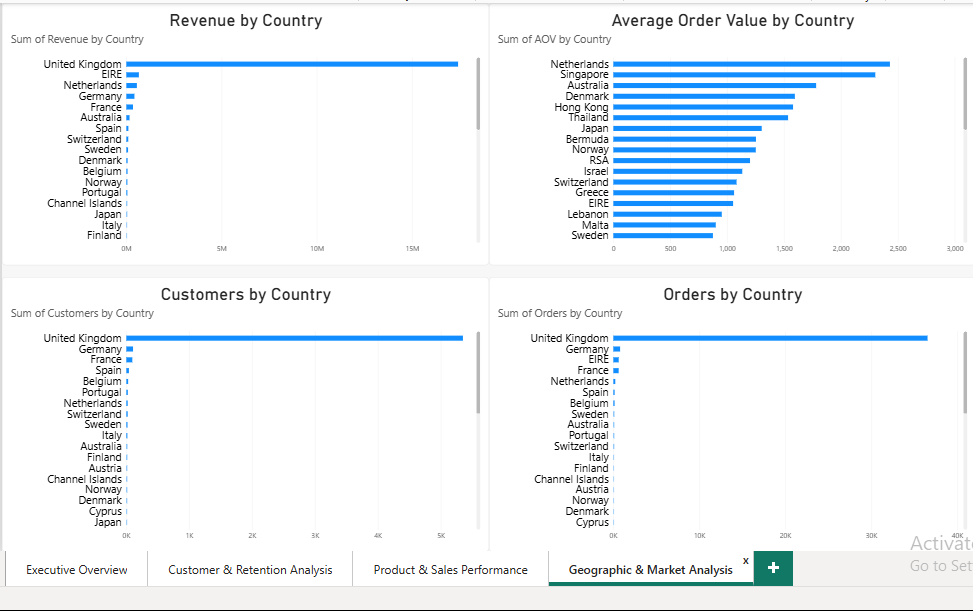 Revenue by Country
Sum of Revenue by Country
United Kingdom
EIRE
Netherlands
Germany
France
Australia
Spain
Switzerland
Sweden
Denmark
Belgium
Norway
Portugal
Channel Islands
Japan
Italy
Finland
0M 5M 10M 15M
Average Order Value by Country
Sum of AOV by Country
Netherlands
Singapore
Australia
Denmark
Hong Kong
Thailand
Japan
Bermuda
Norway
RSA
Israel
Switzerland
Greece
EIRE
Lebanon
Malta
Sweden
0 500 1,000 1,500 2,000 2,500 3,000
Customers by Country
Sum of Customers by Country
United Kingdom
Germany
France
Spain
Belgium
Portugal
Netherlands
Switzerland
Sweden
Italy
Australia
Finland
Austria
Channel Islands
Norway
Denmark
Cyprus
Japan
0K 1K 2K 3K 4K 5K
Orders by Country
Sum of Orders by Country
United Kingdom
Germany
EIRE
France
Netherlands
Spain
Belgium
Sweden
Australia
Portugal
Switzerland
Italy
Finland
Channel Islands
Austria
Norway
Denmark
Cyprus
0K 10K 20K 30K 40K
Activat
Go to Set
Executive Overview Customer & Retention Analysis Product & Sales Performance Geographic & Market Analysis x +